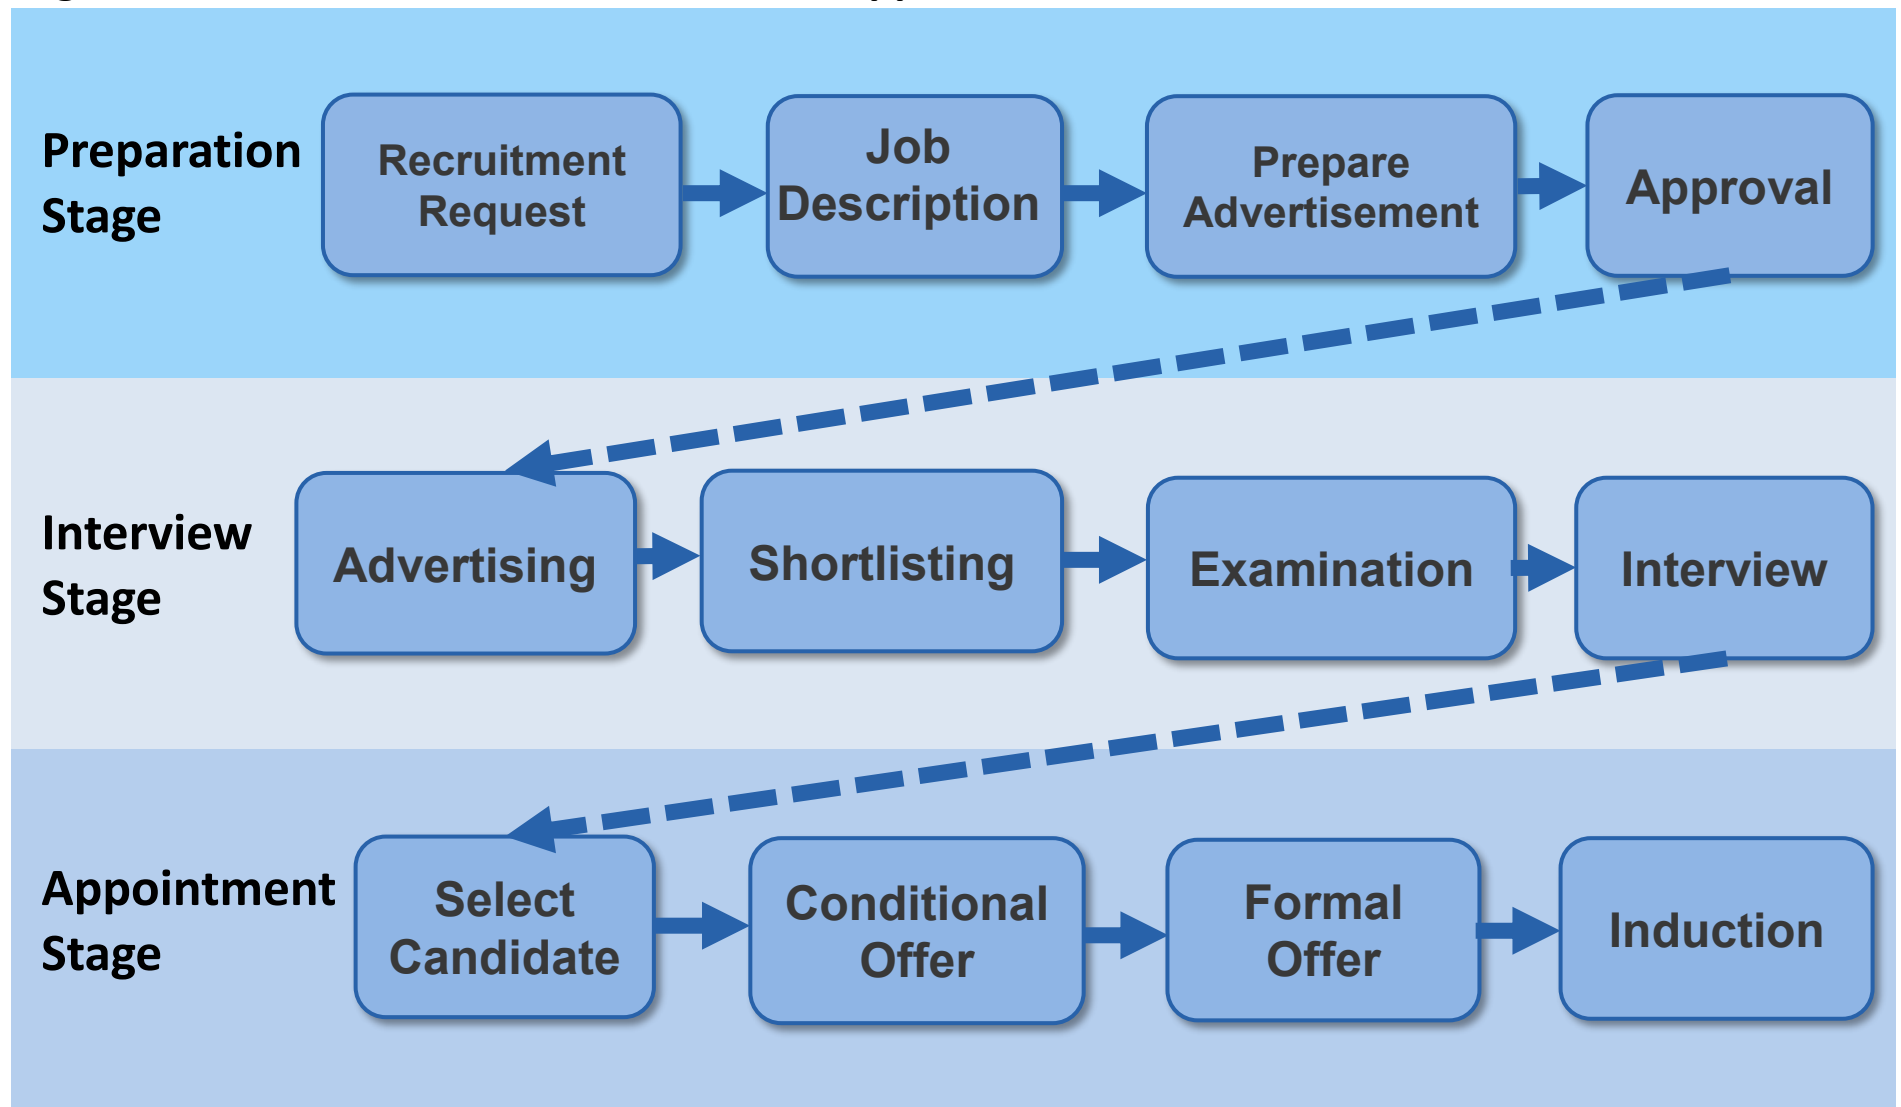 Preparation
Stage
Recruitment
Request
Job
Description
Prepare
Advertisement
Approval
Interview
Stage
Advertising
Shortlisting
Examination
Interview
Appointment
Stage
Select
Candidate
Conditional
Offer
Formal
Offer
Induction